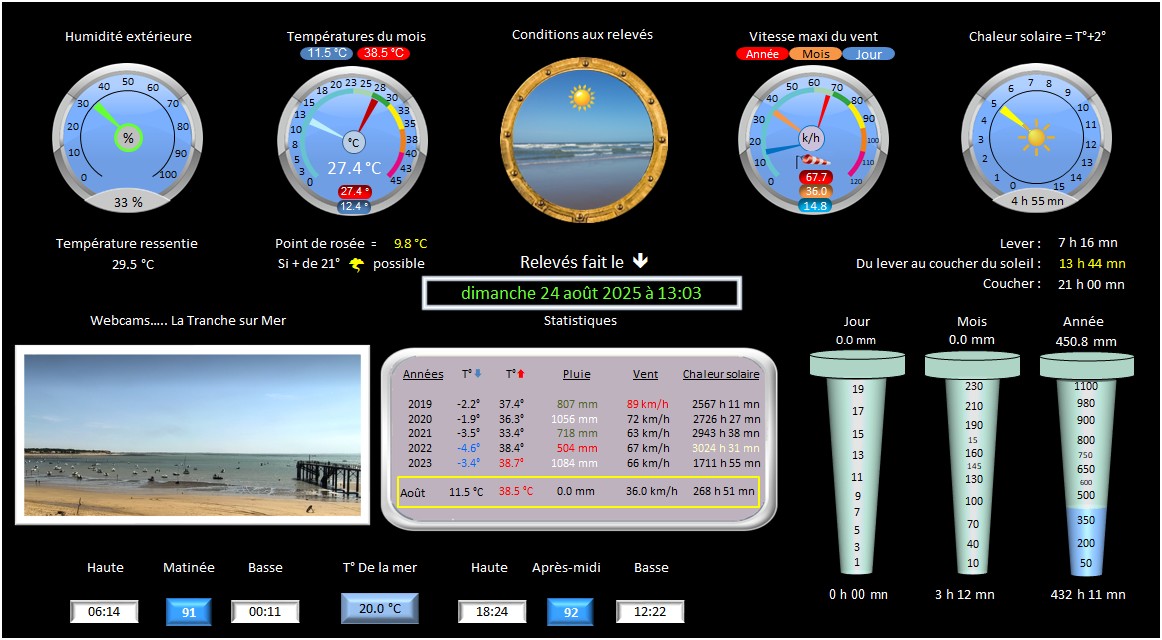 Humidité extérieure
Températures du mois
Conditions aux relevés
Vitesse maxi du vent
Chaleur solaire = T°+2°
11.5 °C 38.5 °C
Année Mois Jour
0 10 20 30 40 50 60 70 80 90 100
%
33 %
0 3 5 8 10 13 15 18 20 23 25 28 30 33 35 38 40 43 45
°C
27.4 °C
27.4 °
12.4 °
0 10 20 30 40 50 60 70 80 90 100 110 120
k/h
67.7
36.0
14.8
0 1 2 3 4 5 6 7 8 9 10 11 12 13 14 15
4 h 55 mn
Température ressentie
29.5 °C
Point de rosée = 9.8 °C
Si + de 21° possible
Relevés fait le
dimanche 24 août 2025 à 13:03
Lever : 7 h 16 mn
Du lever au coucher du soleil : 13 h 44 mn
Coucher : 21 h 00 mn
Webcams..... La Tranche sur Mer
Statistiques
Années T° T° Pluie Vent Chaleur solaire
2019 -2.2° 37.4° 807 mm 89 km/h 2567 h 11 mn
2020 -1.9° 36.3° 1056 mm 72 km/h 2726 h 27 mn
2021 -3.5° 33.4° 718 mm 63 km/h 2943 h 38 mn
2022 -4.6° 38.4° 504 mm 67 km/h 3024 h 31 mn
2023 -3.4° 38.7° 1084 mm 66 km/h 1711 h 55 mn
Août 11.5 °C 38.5 °C 0.0 mm 36.0 km/h 268 h 51 mn
Jour
0.0 mm
19
17
15
13
11
9
7
5
3
1
0 h 00 mn
Mois
0.0 mm
230
210
190
15
160
145
130
100
70
40
10
3 h 12 mn
Année
450.8 mm
1100
980
900
800
750
650
600
500
350
200
50
432 h 11 mn
Haute Matinée Basse T° De la mer Haute Après-midi Basse
06:14 91 00:11 20.0 °C 18:24 92 12:22